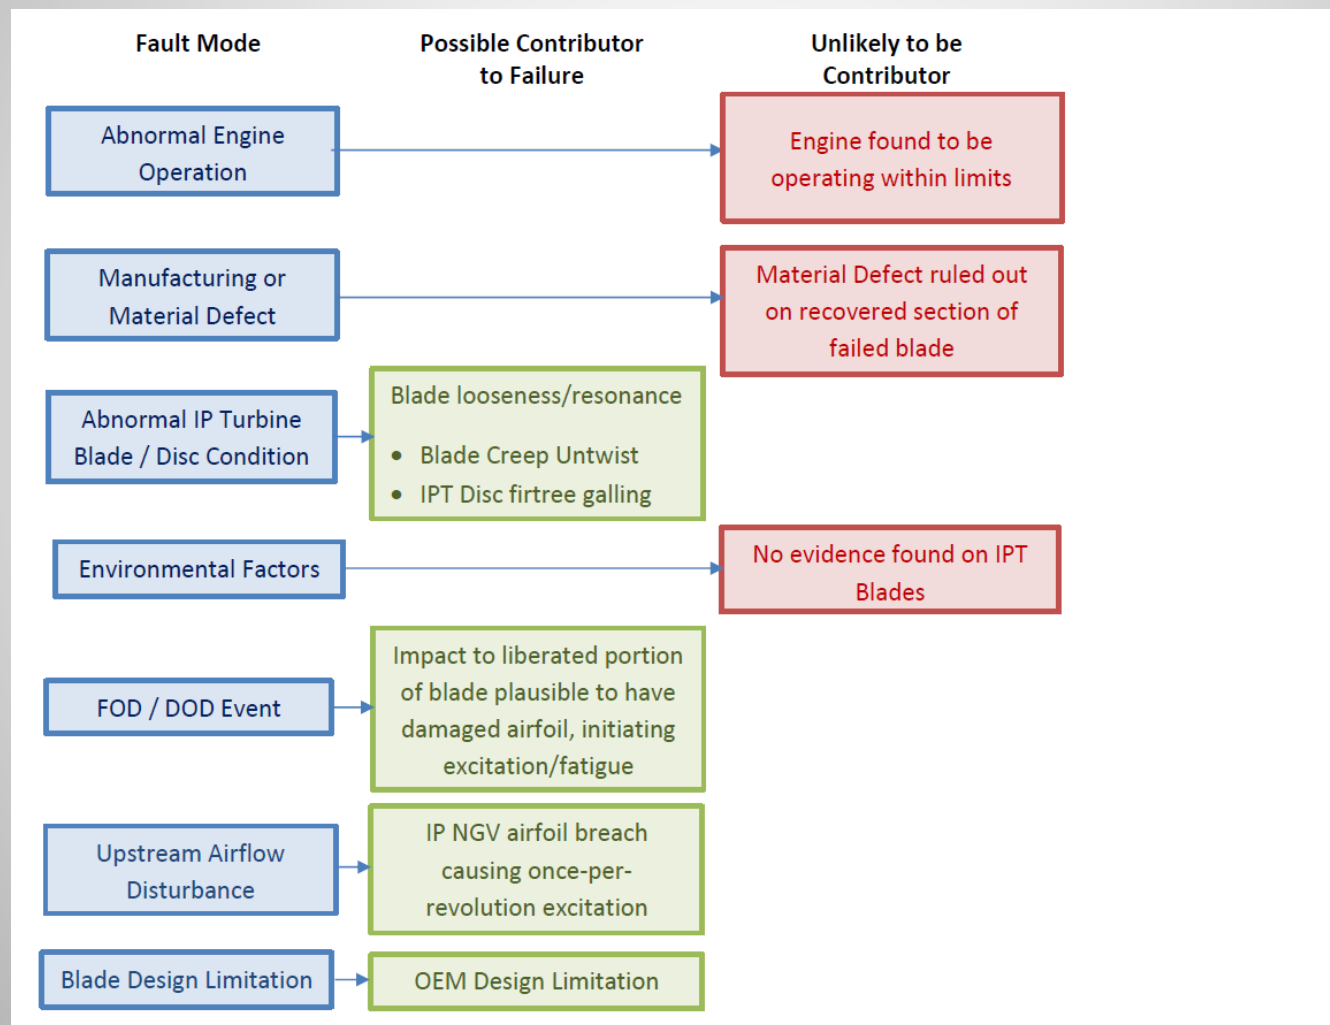 Fault Mode
Possible Contributor
to Failure
Unlikely to be
Contributor
Abnormal Engine
Operation
Engine found to be
operating within limits
Manufacturing or
Material Defect
Material Defect ruled out
on recovered section of
failed blade
Abnormal IP Turbine
Blade / Disc Condition
Blade looseness/resonance
• Blade Creep Untwist
• IPT Disc firtree galling
Environmental Factors
No evidence found on IPT
Blades
FOD / DOD Event
Impact to liberated portion
of blade plausible to have
damaged airfoil, initiating
excitation/fatigue
Upstream Airflow
Disturbance
IP NGV airfoil breach
causing once-per-
revolution excitation
Blade Design Limitation
OEM Design Limitation